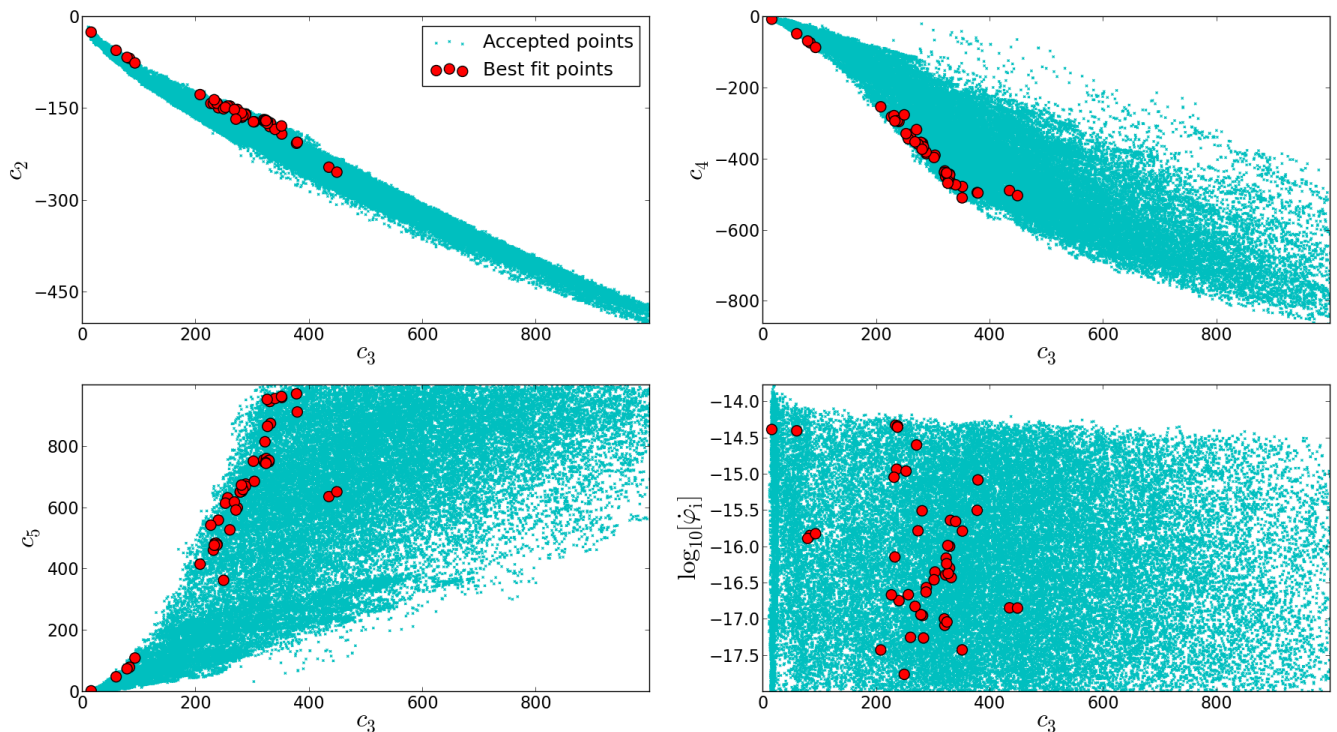 0
−150
−300
−450
c₂
Accepted points
Best fit points
0 200 400 600 800
c₃
0
−200
−400
−600
−800
c₄
0 200 400 600 800
c₃
800
600
400
200
0
c₅
0 200 400 600 800
c₃
−14.0
−14.5
−15.0
−15.5
−16.0
−16.5
−17.0
−17.5
log₁₀[φ̇ᵢ]
0 200 400 600 800
c₃